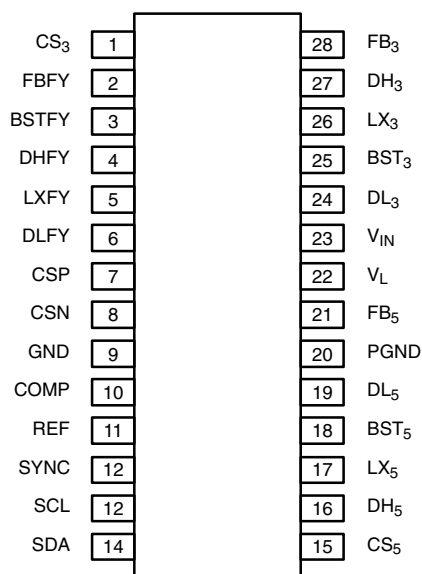 CS3 1 28 FB3
FBFY 2 27 DH3
BSTFY 3 26 LX3
DHFY 4 25 BST3
LXFY 5 24 DL3
DLFY 6 23 VIN
CSP 7 22 VL
CSN 8 21 FB5
GND 9 20 PGND
COMP 10 19 DL5
REF 11 18 BST5
SYNC 12 17 LX5
SCL 12 16 DH5
SDA 14 15 CS5